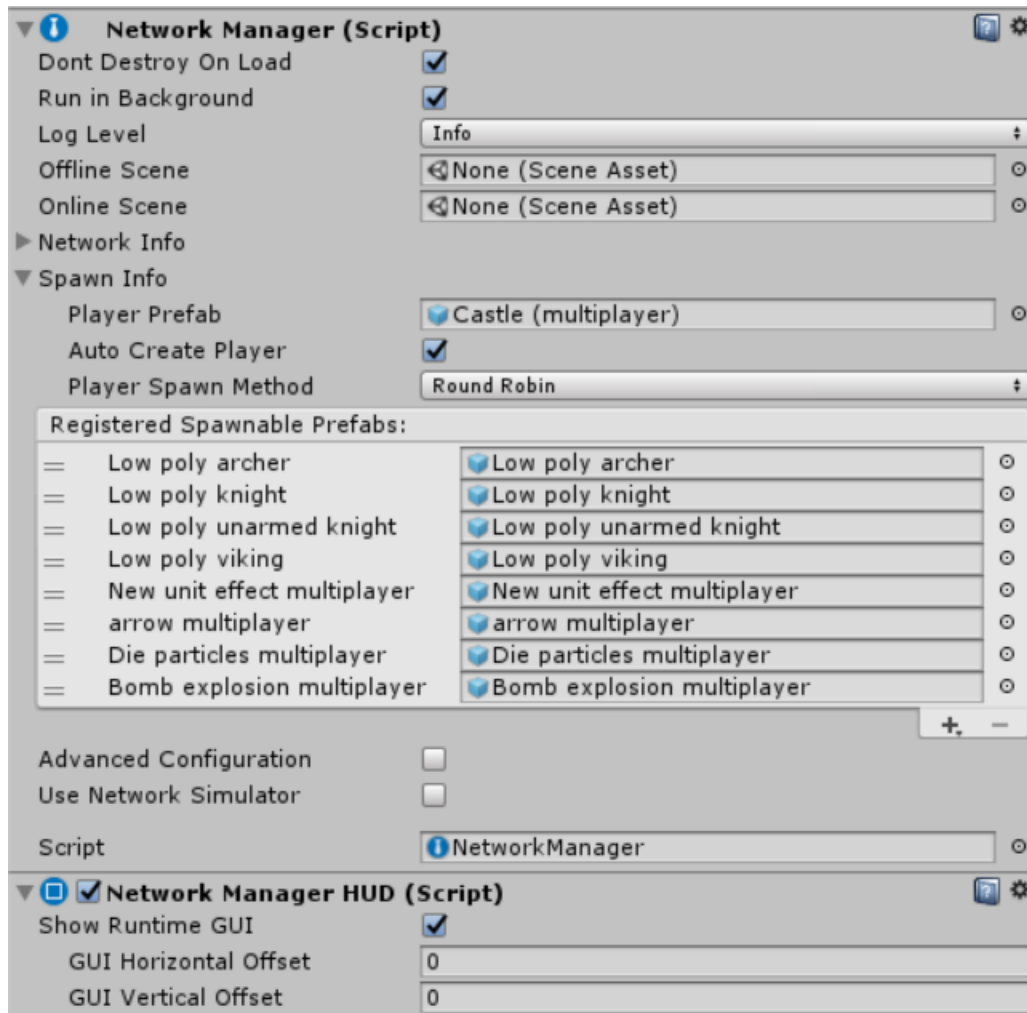 Network Manager (Script)
Dont Destroy On Load
Run in Background
Log Level Info
Offline Scene None (Scene Asset)
Online Scene None (Scene Asset)
Network Info
Spawn Info
Player Prefab Castle (multiplayer)
Auto Create Player
Player Spawn Method Round Robin
Registered Spawnable Prefabs:
Low poly archer Low poly archer
Low poly knight Low poly knight
Low poly unarmed knight Low poly unarmed knight
Low poly viking Low poly viking
New unit effect multiplayer New unit effect multiplayer
arrow multiplayer arrow multiplayer
Die particles multiplayer Die particles multiplayer
Bomb explosion multiplayer Bomb explosion multiplayer
Advanced Configuration
Use Network Simulator
Script NetworkManager
Network Manager HUD (Script)
Show Runtime GUI
GUI Horizontal Offset 0
GUI Vertical Offset 0